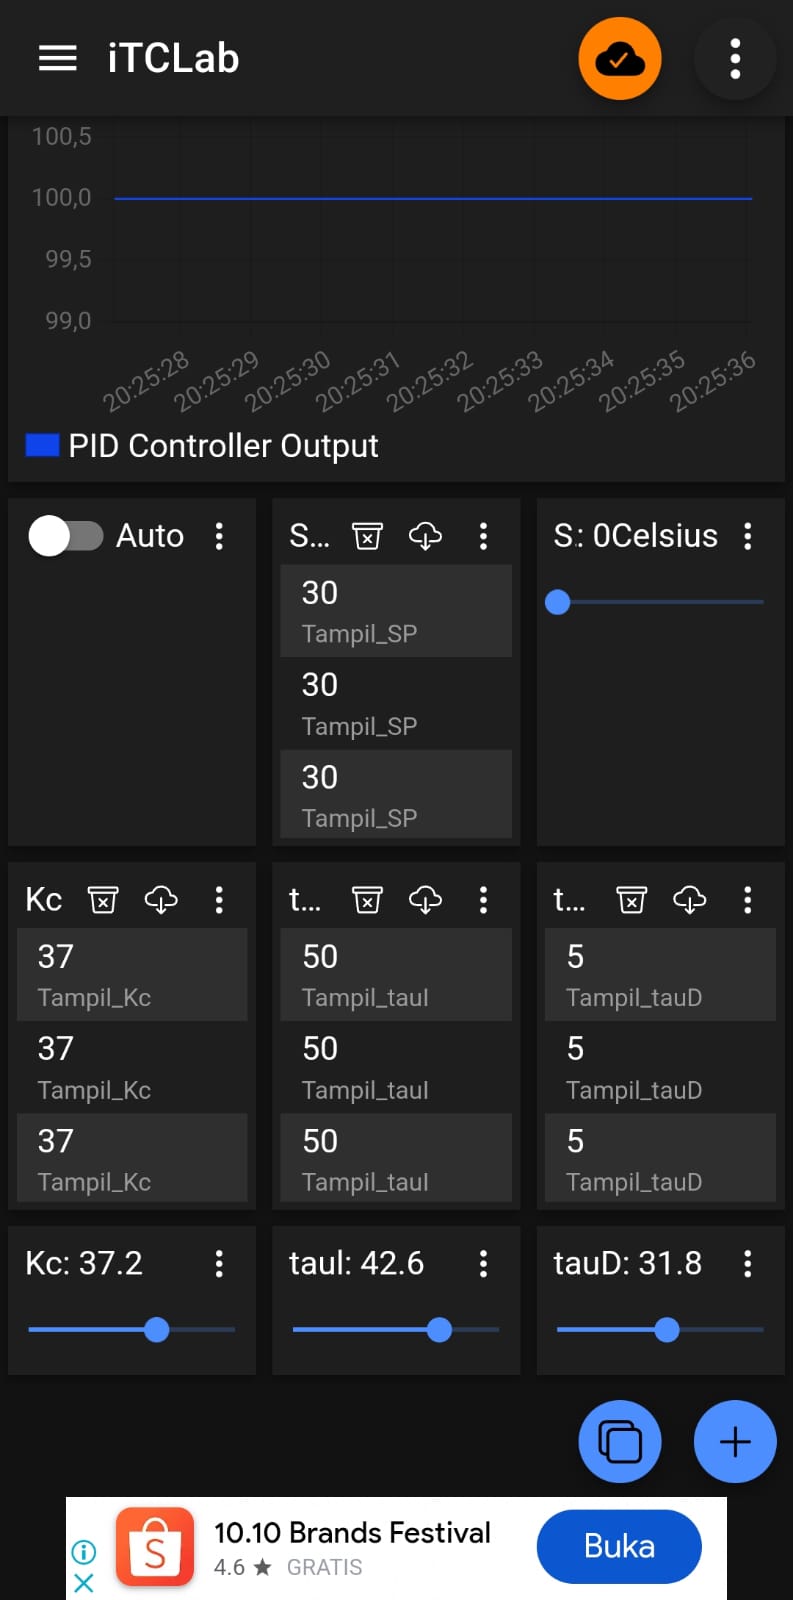 iTCLab
100,5
100,0
99,5
99,0
20:25:28 20:25:29 20:25:30 20:25:31 20:25:32 20:25:33 20:25:34 20:25:35 20:25:36
PID Controller Output
Auto
S...
S.: 0Celsius
30
Tampil_SP
30
Tampil_SP
30
Tampil_SP
Kc
t...
t...
37
Tampil_Kc
37
Tampil_Kc
37
Tampil_Kc
50
Tampil_tauI
50
Tampil_tauI
50
Tampil_tauI
5
Tampil_tauD
5
Tampil_tauD
5
Tampil_tauD
Kc: 37.2
tauI: 42.6
tauD: 31.8
S
10.10 Brands Festival
4.6 ★ GRATIS
Buka